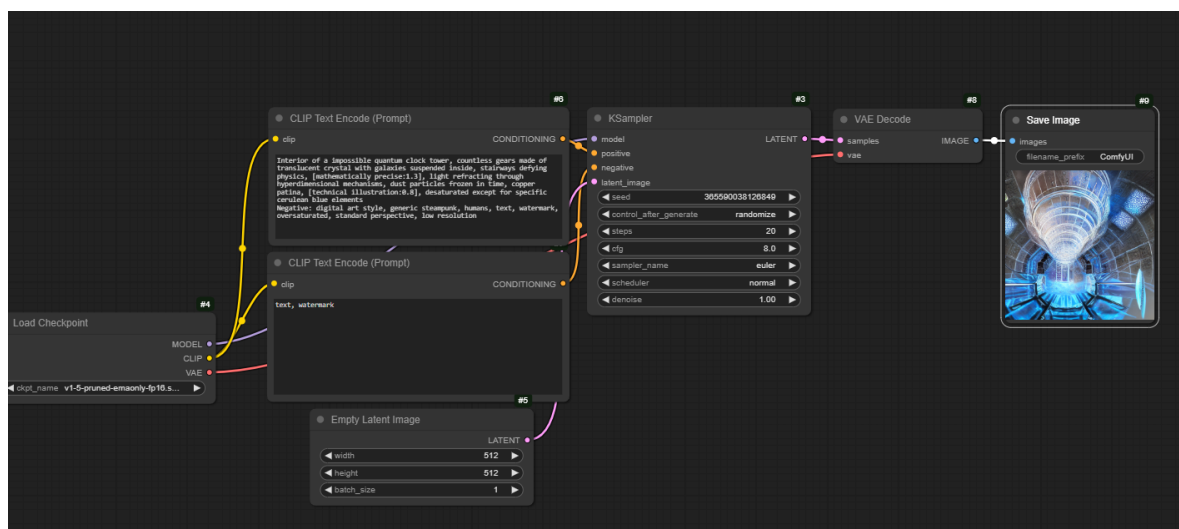 #6
CLIP Text Encode (Prompt)
clip
CONDITIONING
Interior of a impossible quantum clock tower, countless gears made of
translucent crystal with galaxies suspended inside, stairways defying
physics, [mathematically precise:1.3], light refracting through
hyperdimensional mechanisms, dust particles frozen in time, copper
patina, [technical illustration:0.8], desaturated except for specific
cerulean blue elements
Negative: digital art style, generic steampunk, humans, text, watermark,
oversaturated, standard perspective, low resolution
CLIP Text Encode (Prompt)
clip
CONDITIONING
text, watermark
#4
Load Checkpoint
MODEL
CLIP
VAE
ckpt_name v1-5-pruned-emaonly-fp16.s...
#5
Empty Latent Image
LATENT
width 512
height 512
batch_size 1
#3
KSampler
model
LATENT
positive
negative
latent_image
seed 365590038126849
control_after_generate randomize
steps 20
cfg 8.0
sampler_name euler
scheduler normal
denoise 1.00
#8
VAE Decode
samples
IMAGE
vae
#9
Save Image
images
filename_prefix ComfyUI